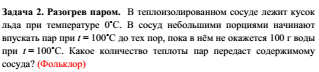 Задача 2. Разогрев паром. В теплоизолированном сосуде лежит кусок
льда при температуре 0˚C. В сосуд небольшими порциями начинают
впускать пар при t = 100˚C до тех пор, пока в нём не окажется 100 г воды
при t = 100˚C. Какое количество теплоты пар передаст содержимому
сосуда? (Фольклор)